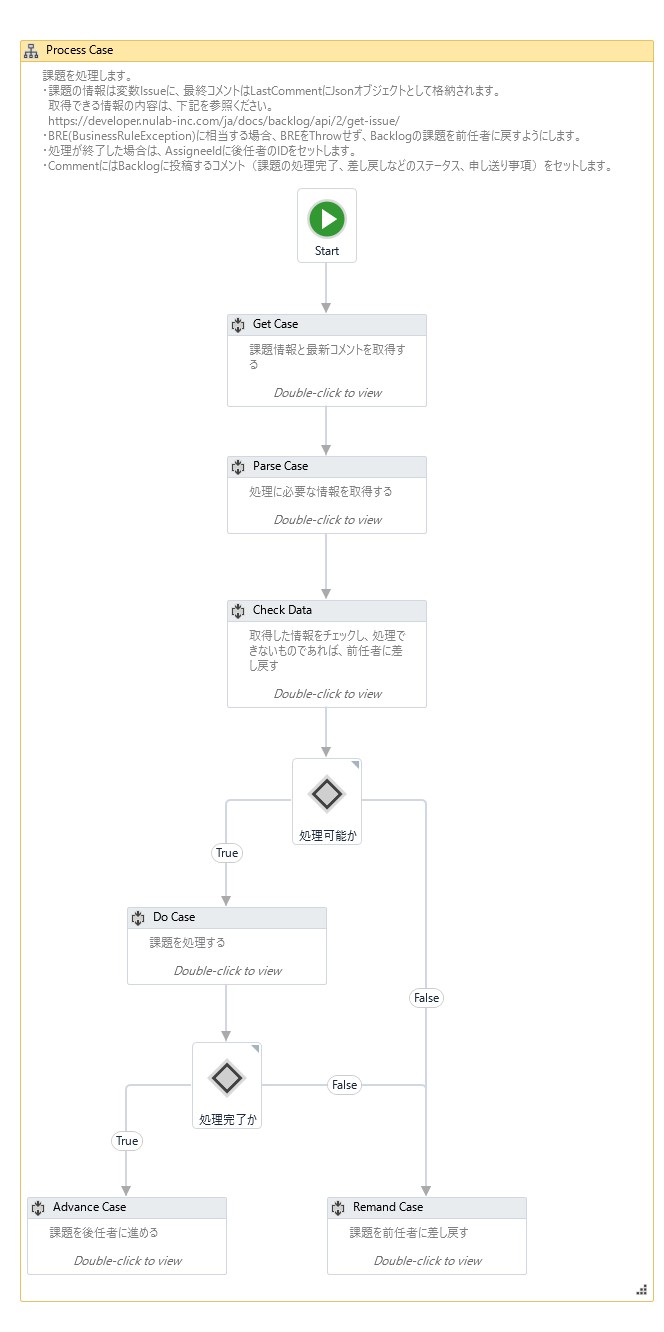 Process Case
課題を処理します。
・課題の情報は変数Issueに、最終コメントはLastCommentにJsonオブジェクトとして格納されます。
取得できる情報の内容は、下記を参照ください。
https://developer.nulab-inc.com/ja/docs/backlog/api/2/get-issue/
・BRE(BusinessRuleException)に相当する場合、BREをThrowせず、Backlogの課題を前任者に戻すようにします。
・処理が終了した場合は、AssigneeIdに後任者のIDをセットします。
・CommentにはBacklogに投稿するコメント（課題の処理完了、差し戻しなどのステータス、申し送り事項）をセットします。
Start
Get Case
課題情報と最新コメントを取得す
る
Double-click to view
Parse Case
処理に必要な情報を取得する
Double-click to view
Check Data
取得した情報をチェックし、処理で
きないものであれば、前任者に差
し戻す
Double-click to view
処理可能か
True
Do Case
課題を処理する
Double-click to view
False
処理完了か
False
True
Advance Case
課題を後任者に進める
Double-click to view
Remand Case
課題を前任者に差し戻す
Double-click to view